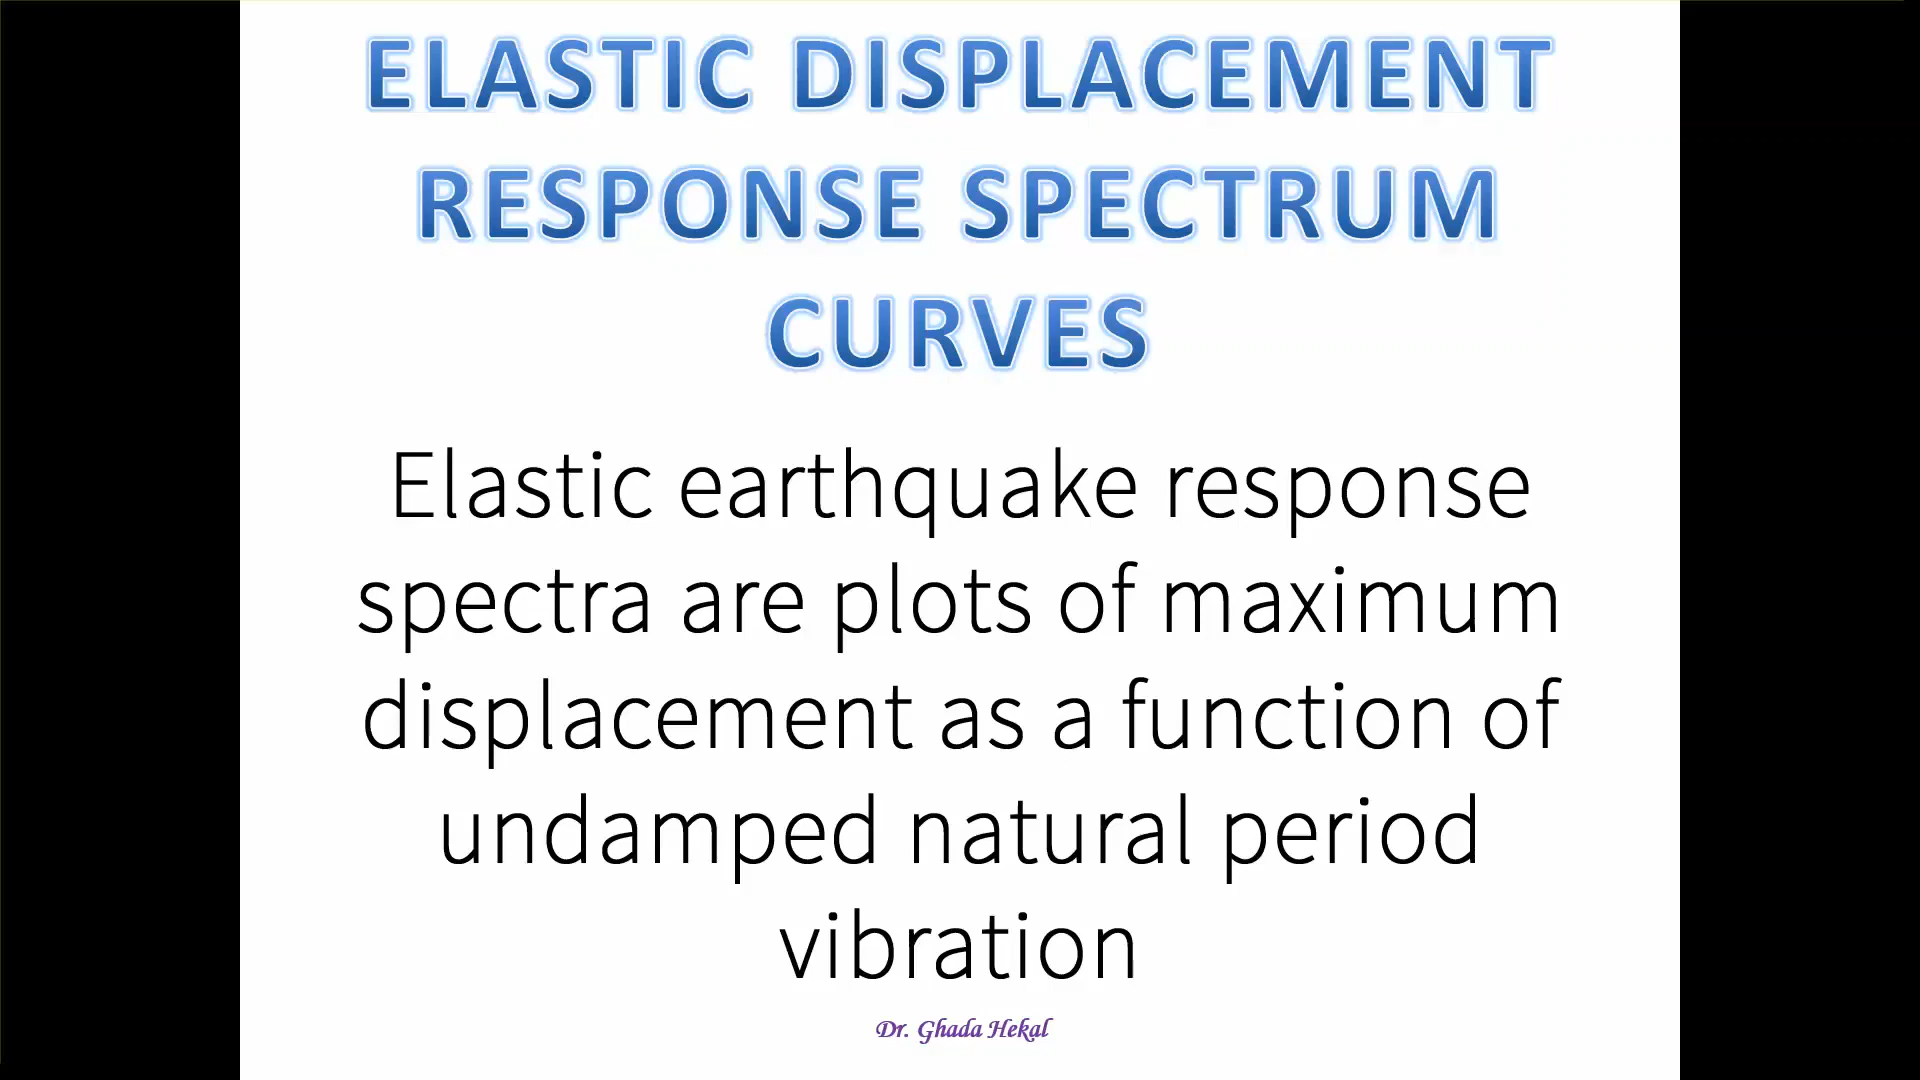 ELASTIC DISPLACEMENT
RESPONSE SPECTRUM
CURVES
Elastic earthquake response
spectra are plots of maximum
displacement as a function of
undamped natural period
vibration
Dr. Ghada Hekal